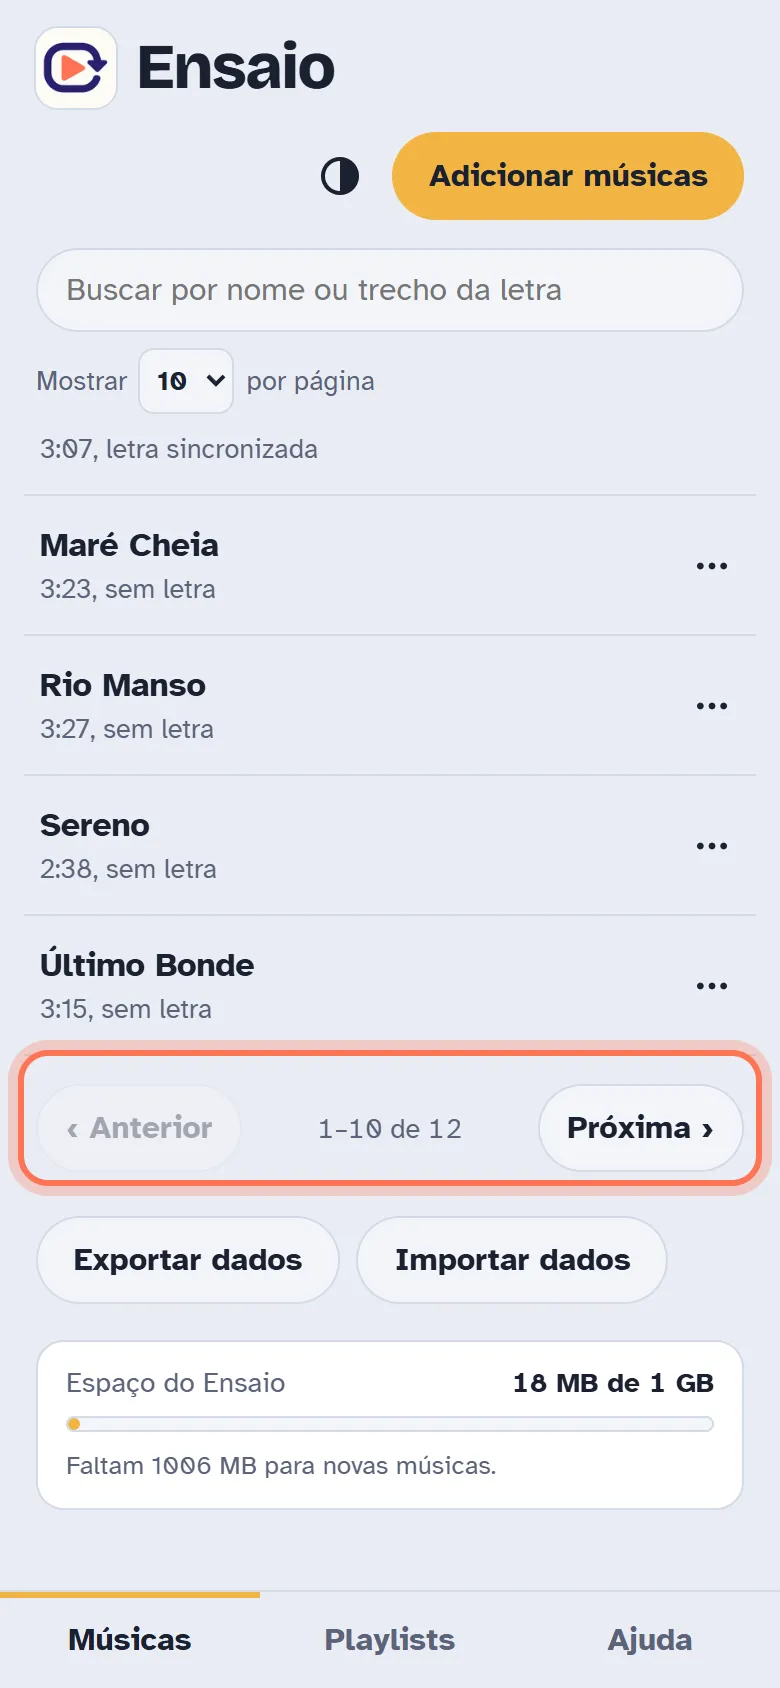 Ensaio
Adicionar músicas
Buscar por nome ou trecho da letra
Mostrar 10 por página
3:07, letra sincronizada
Maré Cheia
3:23, sem letra
Rio Manso
3:27, sem letra
Sereno
2:38, sem letra
Último Bonde
3:15, sem letra
‹ Anterior 1–10 de 12 Próxima ›
Exportar dados Importar dados
Espaço do Ensaio 18 MB de 1 GB
Faltam 1006 MB para novas músicas.
Músicas Playlists Ajuda